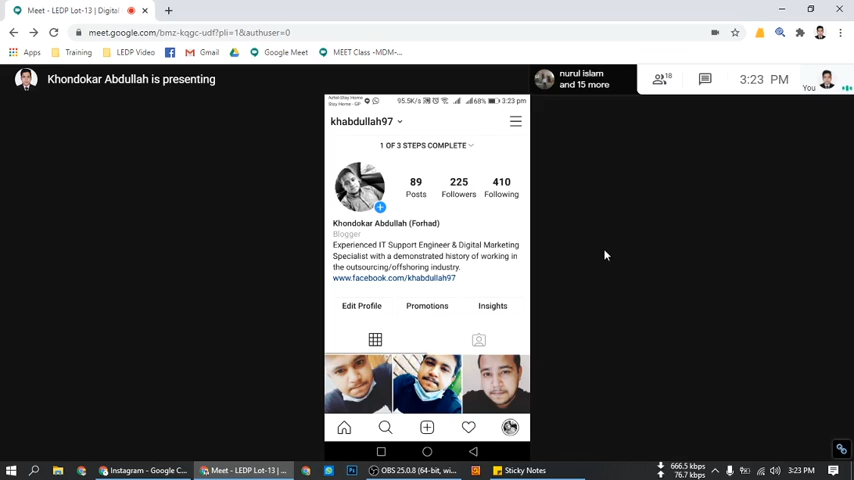 Meet - LEDP Lot-13 | Digital
meet.google.com/bmz-kqgc-udf?pli=1&authuser=0
Apps Training LEDP Video Gmail Google Meet MEET Class -MDM-...
Khondokar Abdullah is presenting
nurul islam
and 15 more
18
3:23 PM
You
Stay Home - GP
95.5K/s 68% 3:23 pm
khabdullah97
1 OF 3 STEPS COMPLETE
89 225 410
Posts Followers Following
Khondokar Abdullah (Forhad)
Blogger
Experienced IT Support Engineer & Digital Marketing
Specialist with a demonstrated history of working in
the outsourcing/offshoring industry.
www.facebook.com/khabdullah97
Edit Profile Promotions Insights
Instagram - Google C... Meet - LEDP Lot-13 |... OBS 25.0.8 (64-bit, wi... Sticky Notes
666.5 kbps
76.7 kbps
3:23 PM